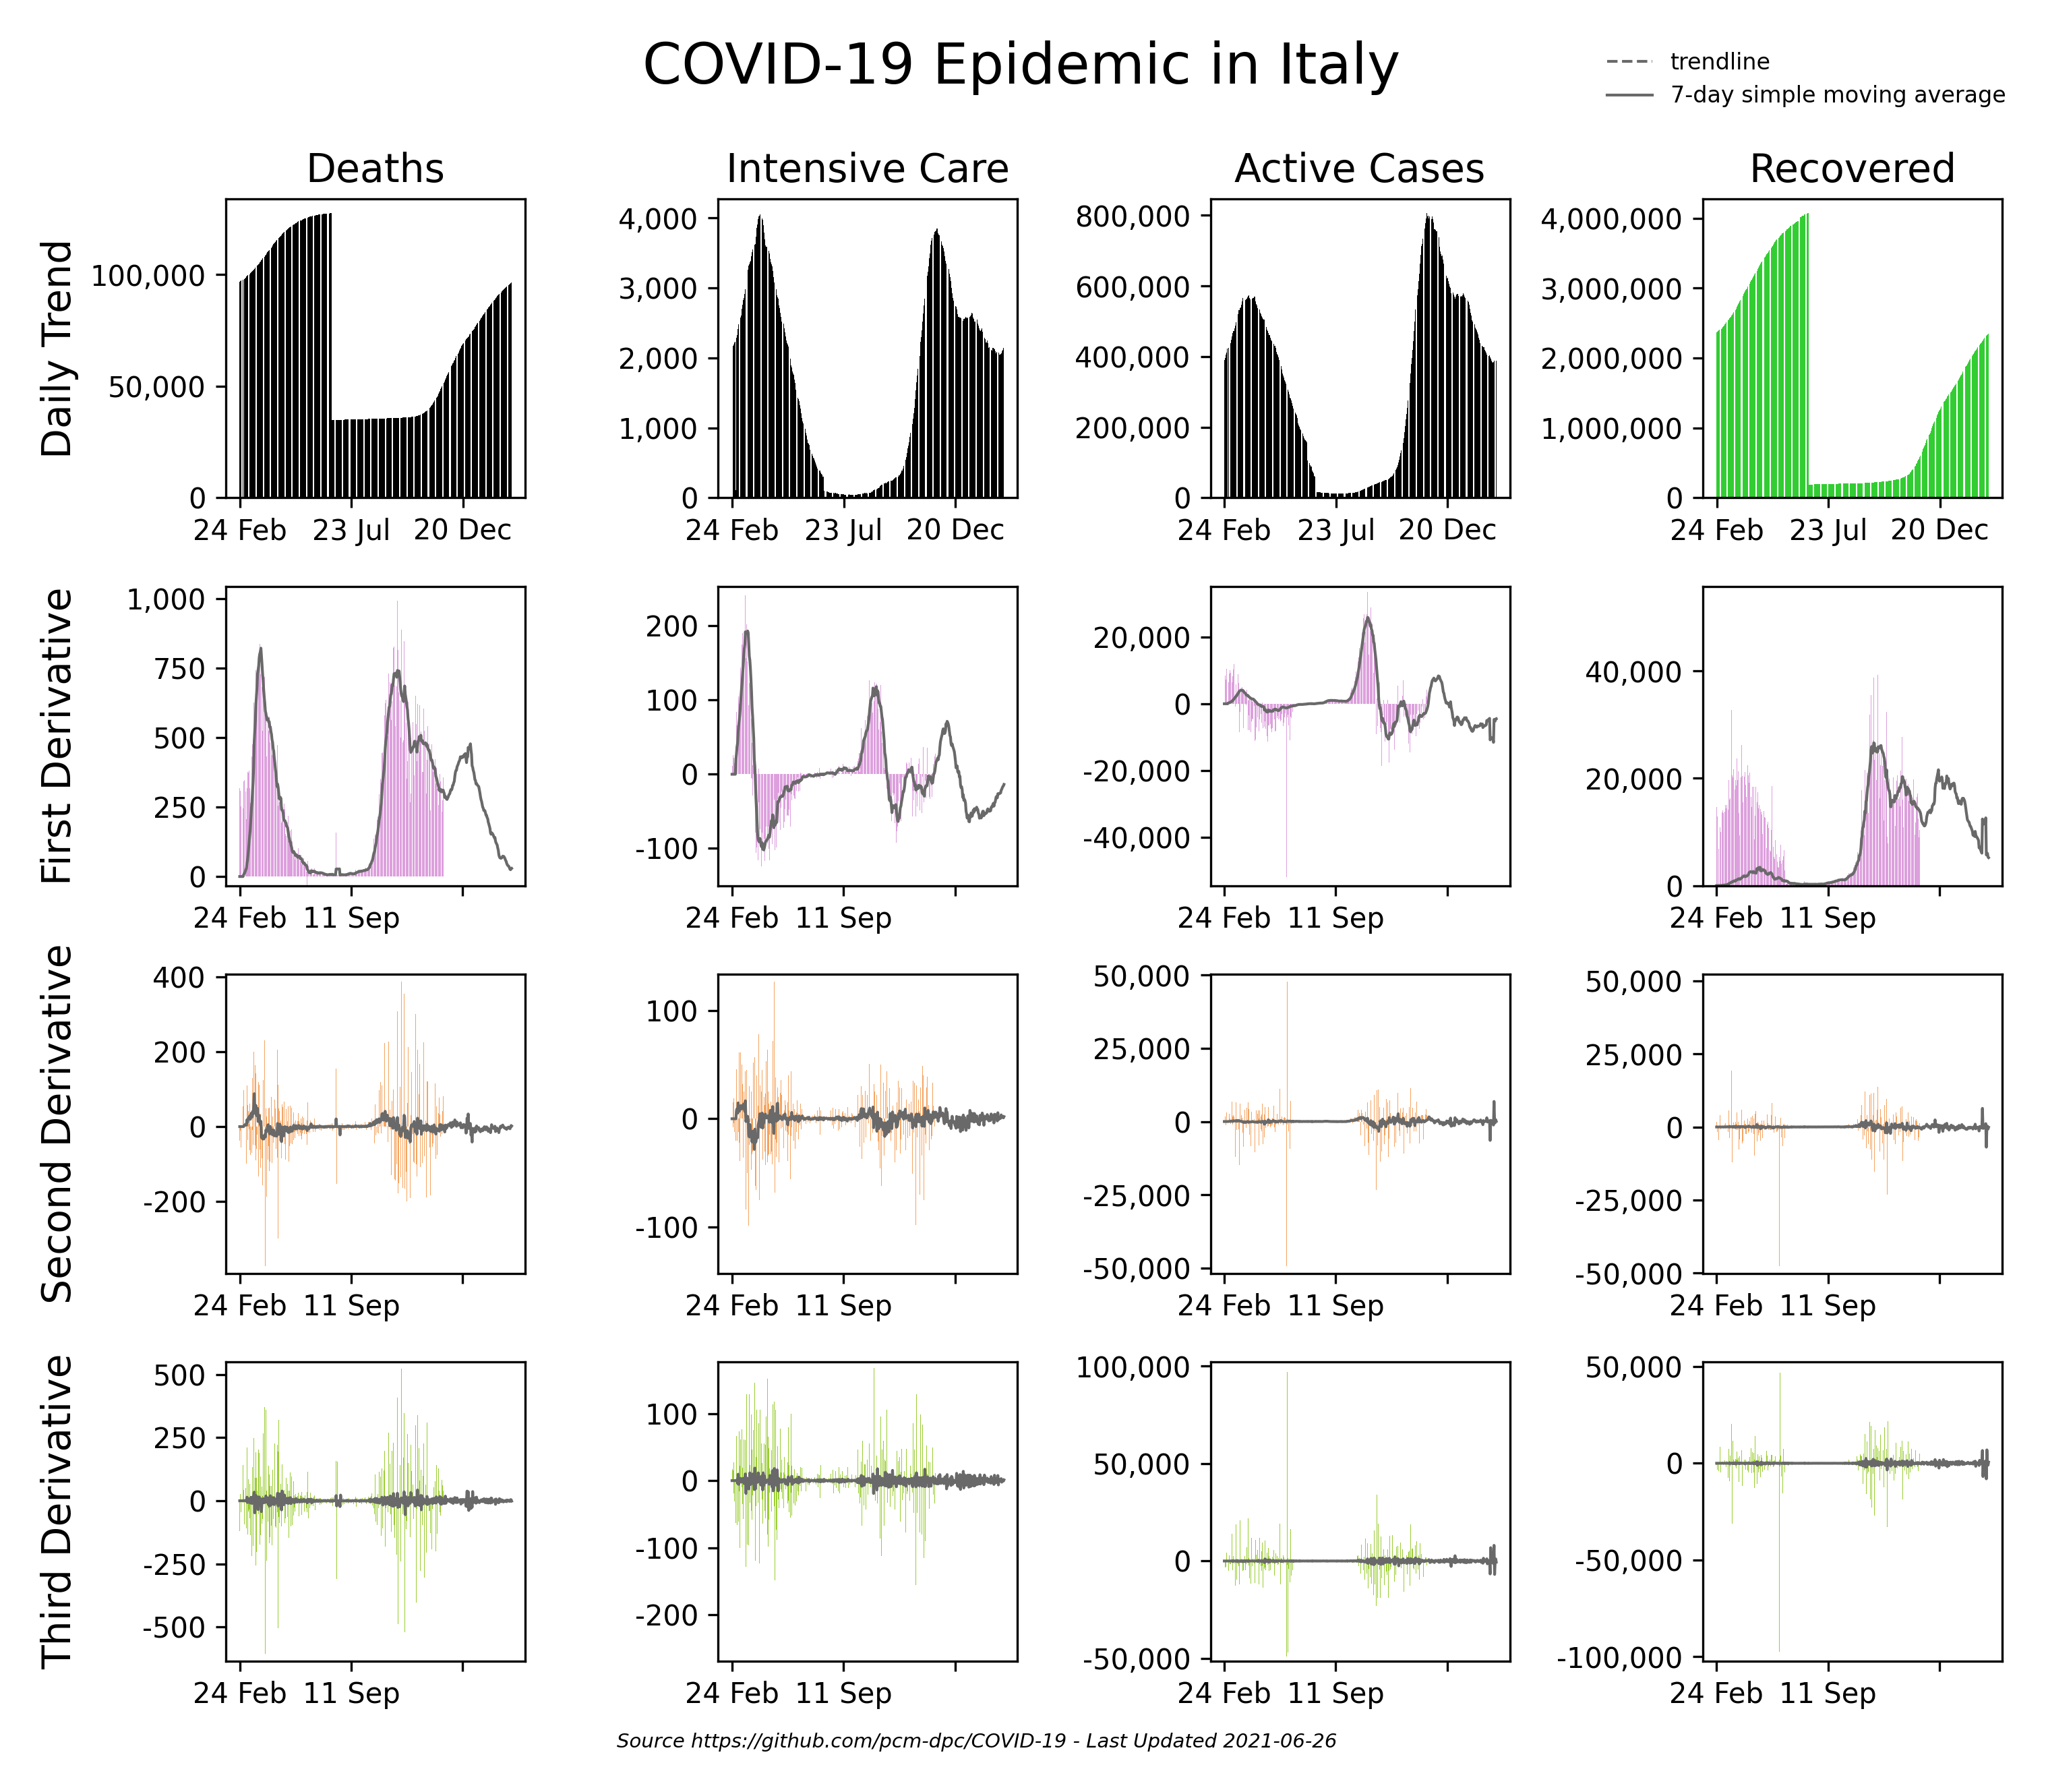 COVID-19 Epidemic in Italy
trendline
7-day simple moving average
Deaths
Intensive Care
Active Cases
Recovered
Daily Trend
100,000
50,000
0
24 Feb 23 Jul 20 Dec
4,000
3,000
2,000
1,000
0
24 Feb 23 Jul 20 Dec
800,000
600,000
400,000
200,000
0
24 Feb 23 Jul 20 Dec
4,000,000
3,000,000
2,000,000
1,000,000
0
24 Feb 23 Jul 20 Dec
First Derivative
1,000
750
500
250
0
24 Feb 11 Sep
200
100
0
-100
24 Feb 11 Sep
20,000
0
-20,000
-40,000
24 Feb 11 Sep
40,000
20,000
0
24 Feb 11 Sep
Second Derivative
400
200
0
-200
24 Feb 11 Sep
100
0
-100
24 Feb 11 Sep
50,000
25,000
0
-25,000
-50,000
24 Feb 11 Sep
50,000
25,000
0
-25,000
-50,000
24 Feb 11 Sep
Third Derivative
500
250
0
-250
-500
24 Feb 11 Sep
100
0
-100
-200
24 Feb 11 Sep
100,000
50,000
0
-50,000
24 Feb 11 Sep
50,000
0
-50,000
-100,000
24 Feb 11 Sep
Source https://github.com/pcm-dpc/COVID-19 - Last Updated 2021-06-26